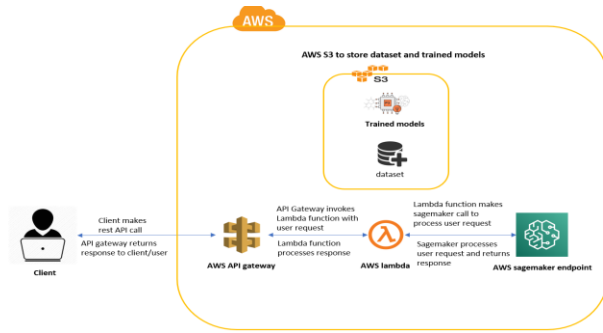 AWS
AWS S3 to store dataset and trained models
S3
Trained models
dataset
Client makes
rest API call
API gateway returns
response to client/user
Client
API Gateway invokes
Lambda function with
user request
Lambda function
processes response
AWS API gateway
AWS lambda
Lambda function makes
sagemaker call to
process user request
Sagemaker processes
user request and returns
response
AWS sagemaker endpoint